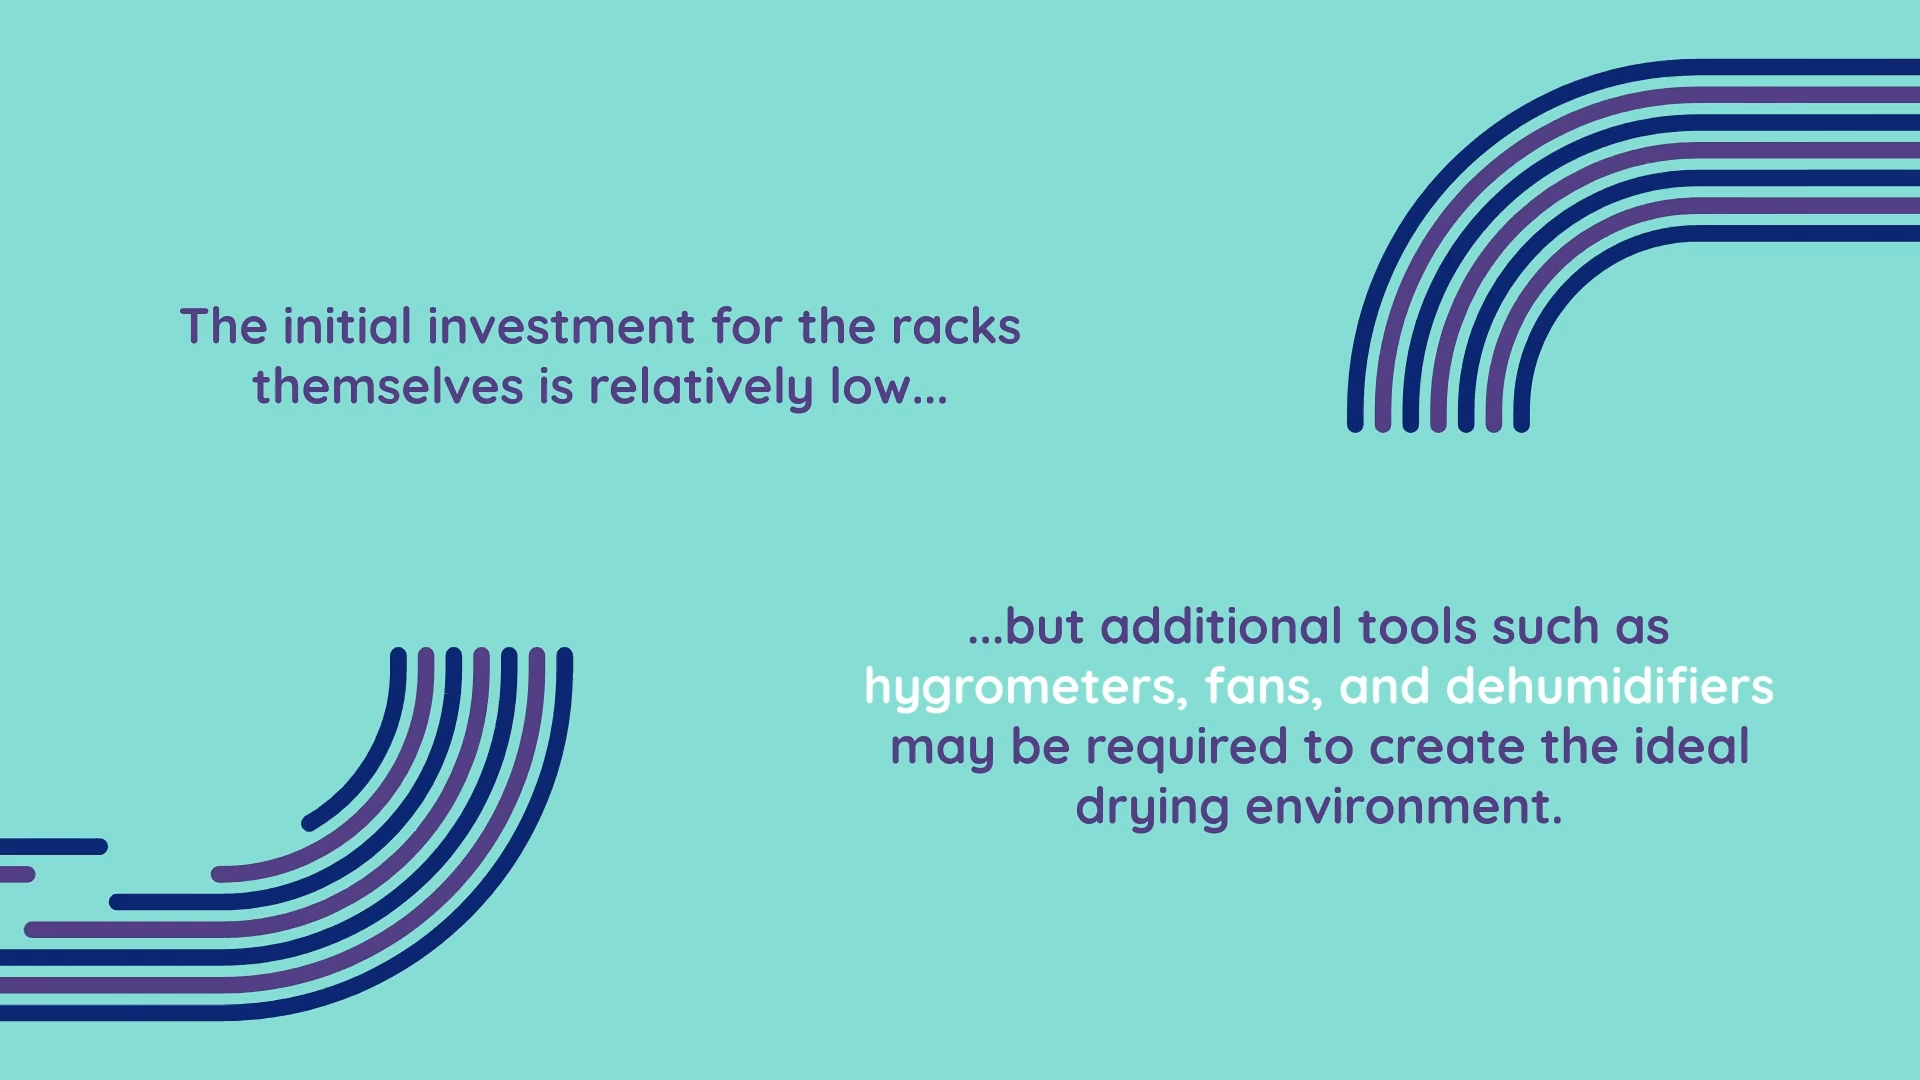 The initial investment for the racks
themselves is relatively low...
...but additional tools such as
hygrometers, fans, and dehumidifiers
may be required to create the ideal
drying environment.